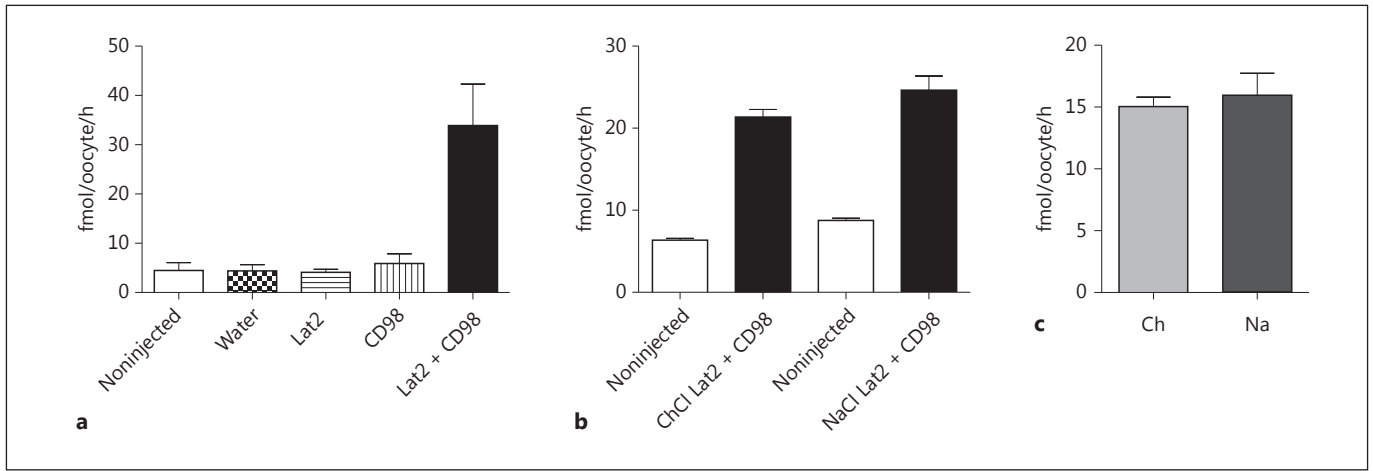 50
40
30
20
10
0
fmol/oocyte/h
Noninjected
Water
Lat2
CD98
Lat2 + CD98
a
30
20
10
0
fmol/oocyte/h
Noninjected
ChCl Lat2 + CD98
Noninjected
NaCl Lat2 + CD98
b
20
15
10
5
0
fmol/oocyte/h
Ch
Na
c